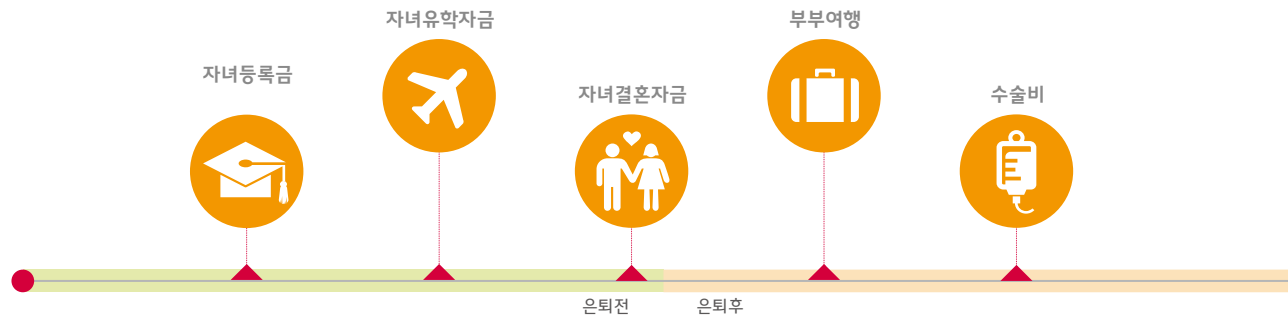 자녀등록금
자녀유학자금
자녀결혼자금
부부여행
수술비
은퇴전
은퇴후